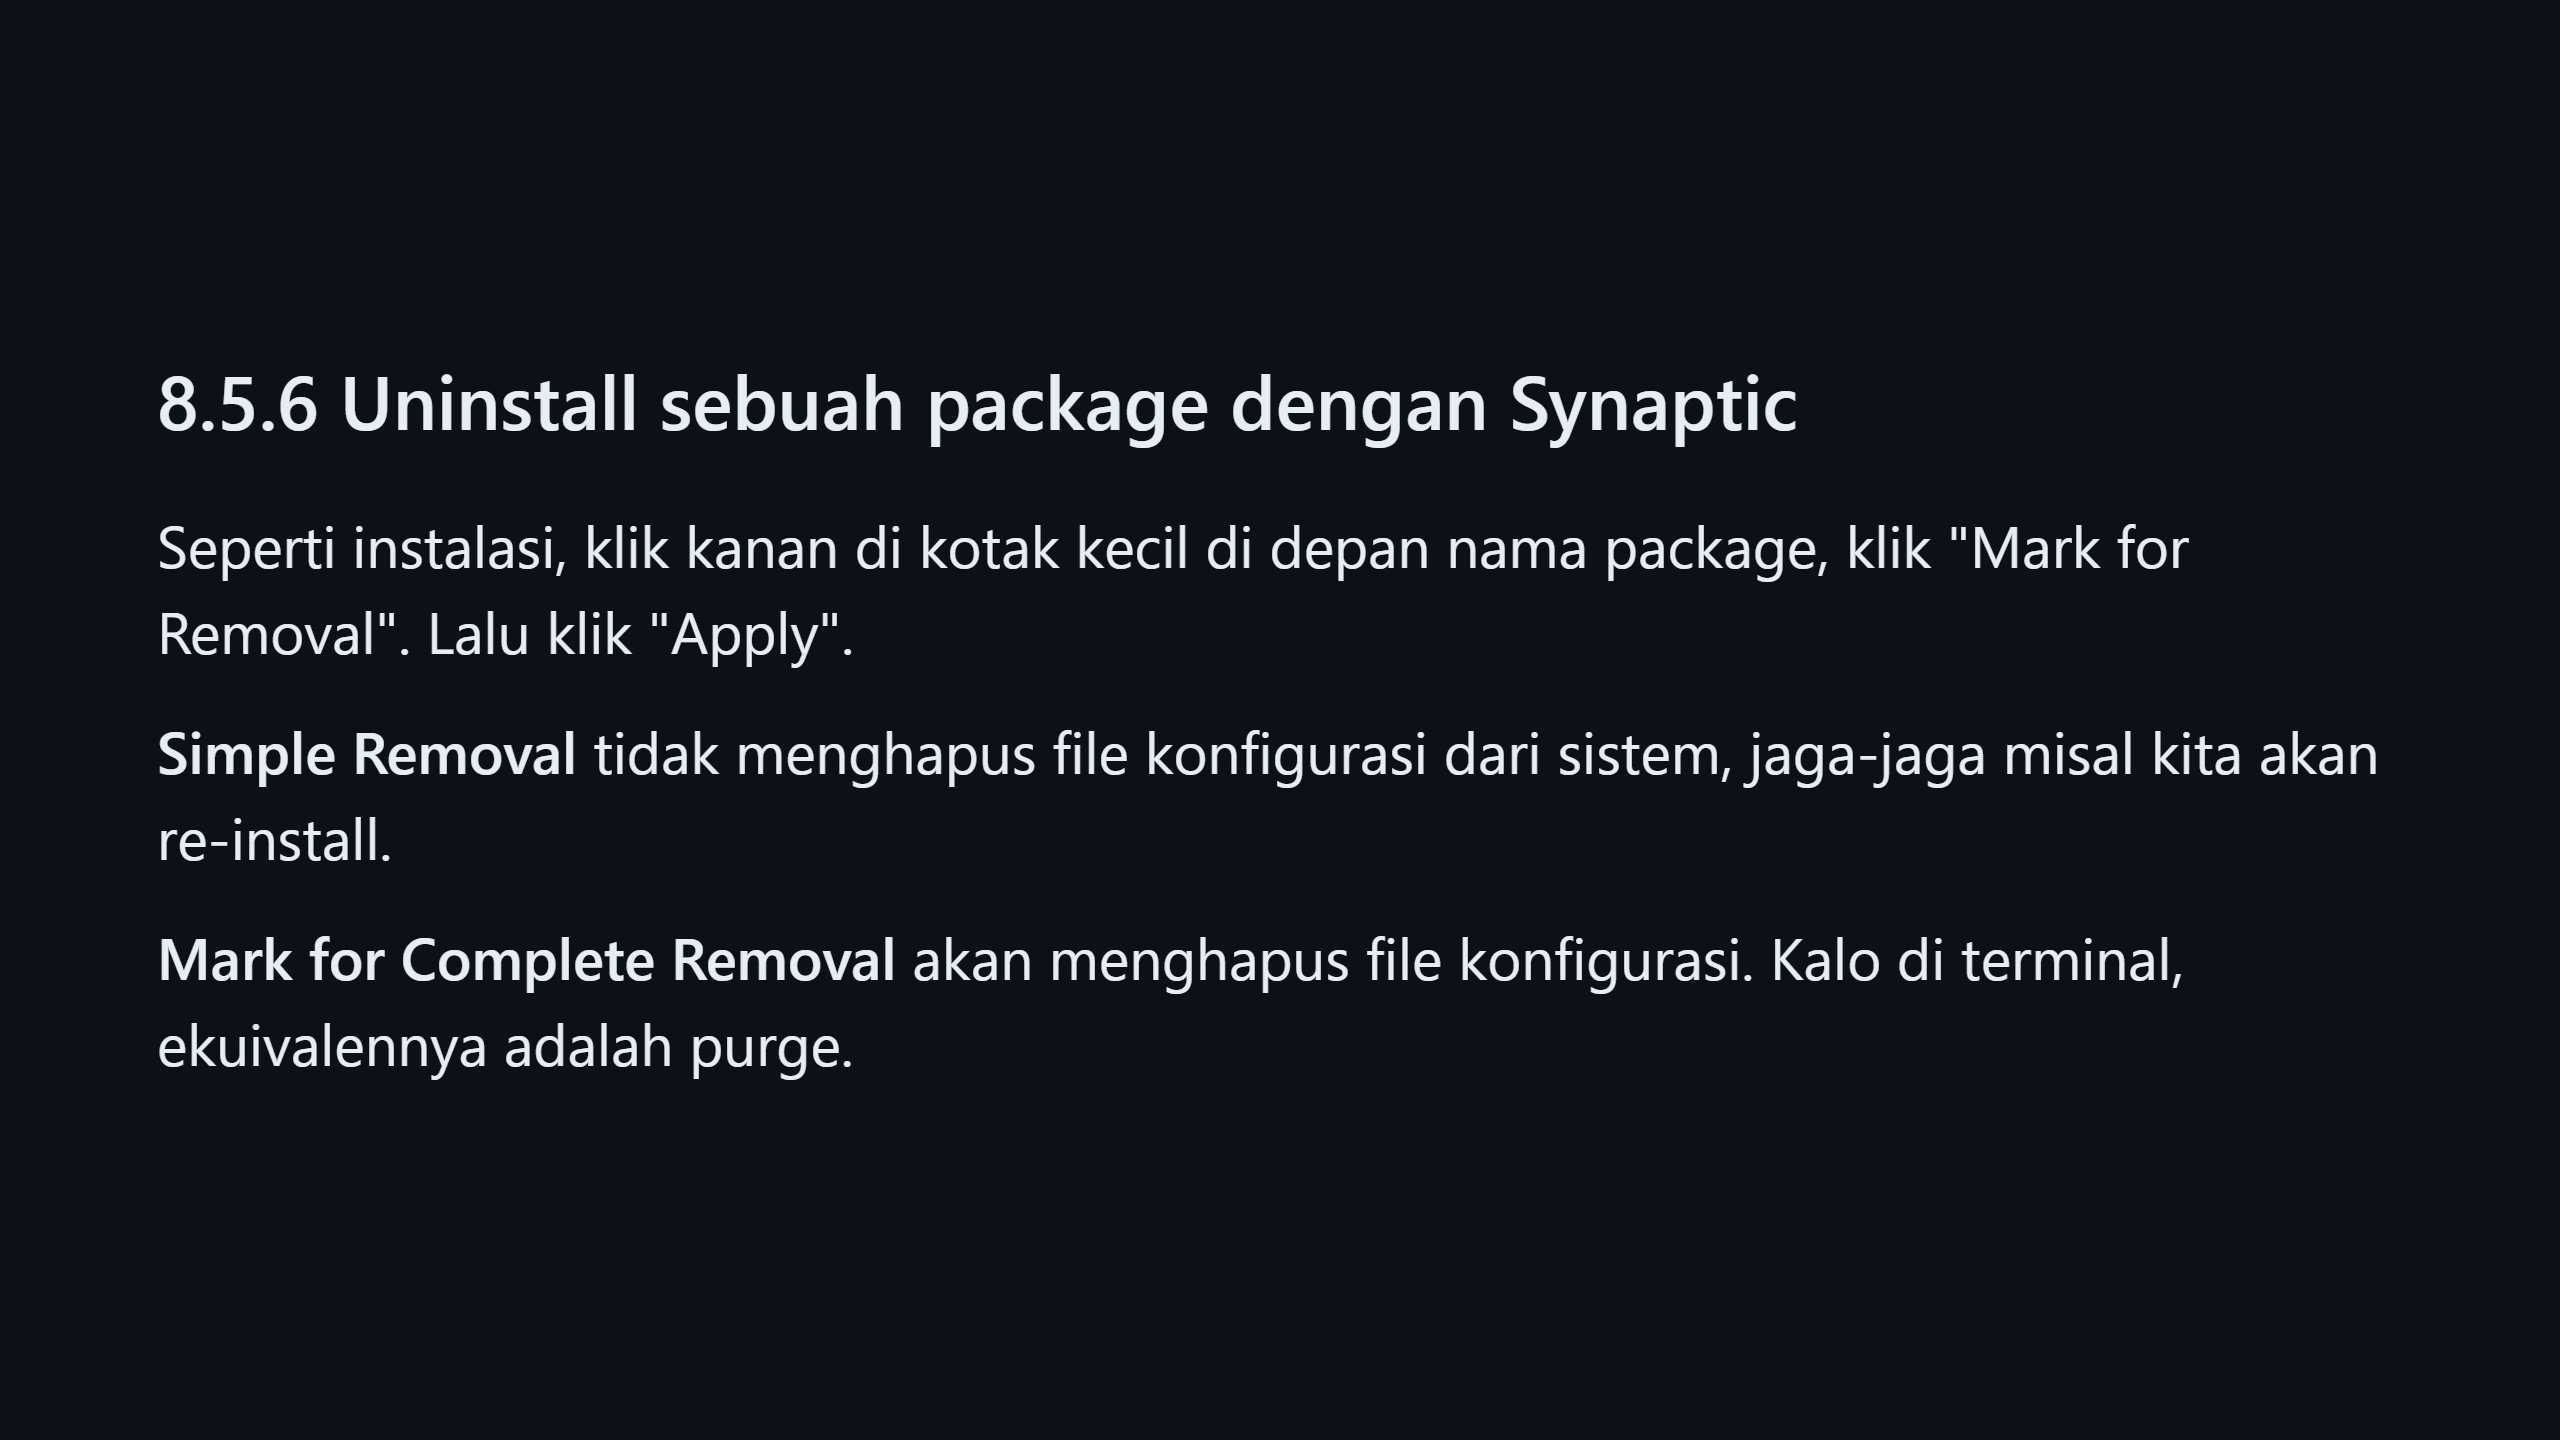 8.5.6 Uninstall sebuah package dengan Synaptic
Seperti instalasi, klik kanan di kotak kecil di depan nama package, klik "Mark for
Removal". Lalu klik "Apply".
Simple Removal tidak menghapus file konfigurasi dari sistem, jaga-jaga misal kita akan
re-install.
Mark for Complete Removal akan menghapus file konfigurasi. Kalo di terminal,
ekuivalennya adalah purge.